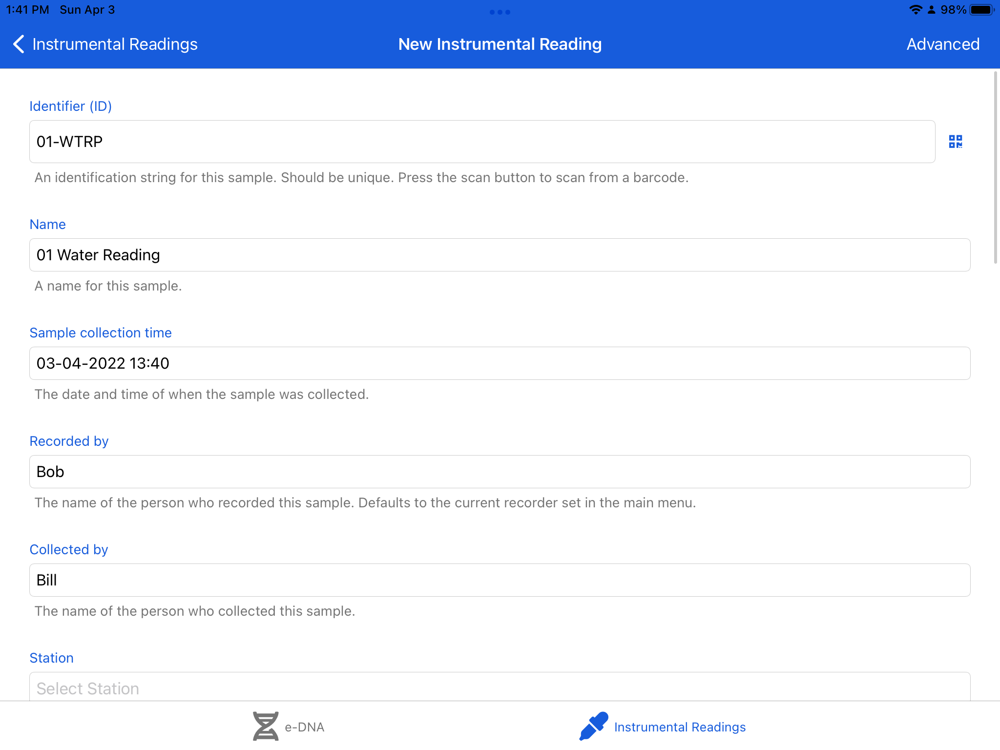 1:41 PM Sun Apr 3 98%
Instrumental Readings New Instrumental Reading Advanced
Identifier (ID)
01-WTRP
An identification string for this sample. Should be unique. Press the scan button to scan from a barcode.
Name
01 Water Reading
A name for this sample.
Sample collection time
03-04-2022 13:40
The date and time of when the sample was collected.
Recorded by
Bob
The name of the person who recorded this sample. Defaults to the current recorder set in the main menu.
Collected by
Bill
The name of the person who collected this sample.
Station
Select Station
e-DNA Instrumental Readings